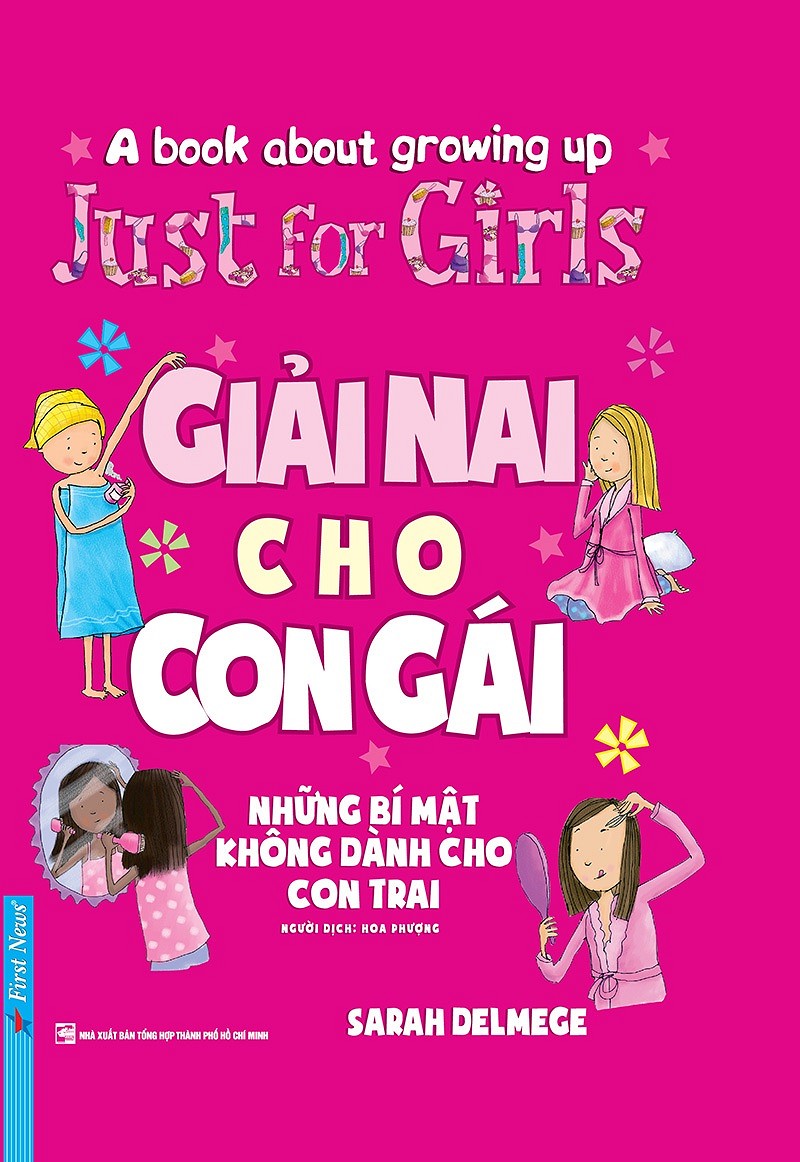 A book about growing up
Just for Girls
GIẢI NAI
CHO
CON GÁI
NHỮNG BÍ MẬT
KHÔNG DÀNH CHO
CON TRAI
NGƯỜI DỊCH: HOA PHƯỢNG
SARAH DELMEGE
First News®
NHÀ XUẤT BẢN TỔNG HỢP THÀNH PHỐ HỒ CHÍ MINH